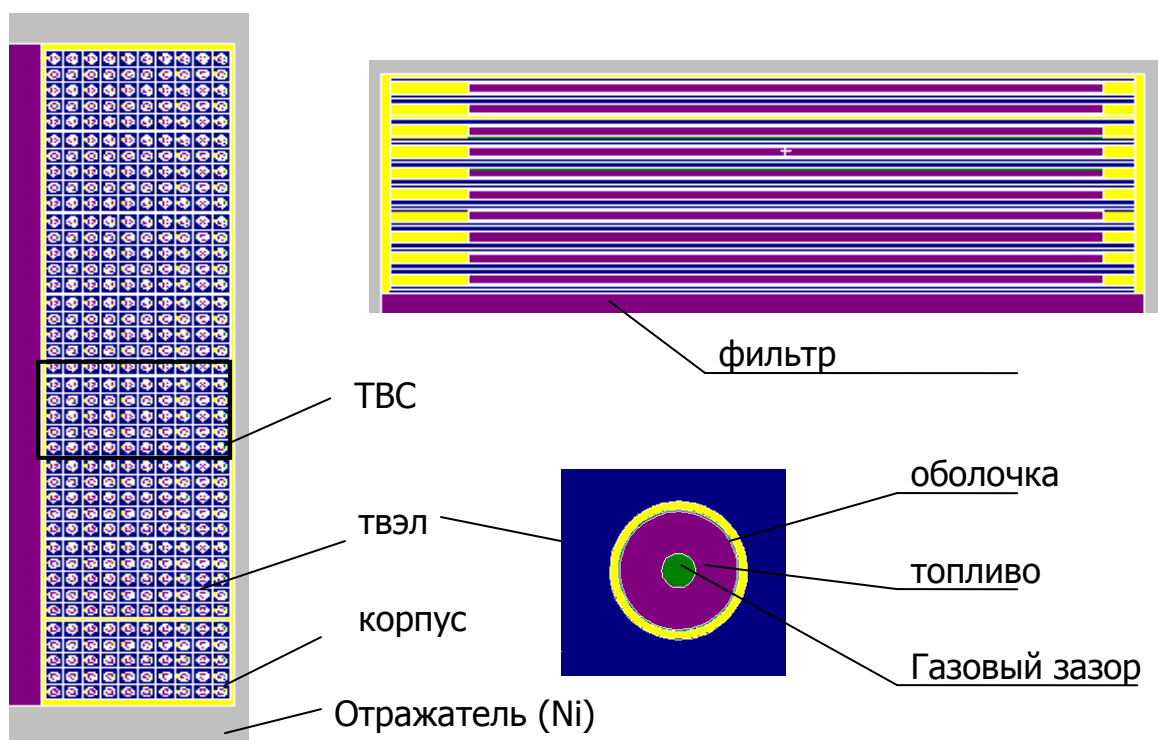 фильтр
ТВС
оболочка
твэл
топливо
корпус
Газовый зазор
Отражатель (Ni)